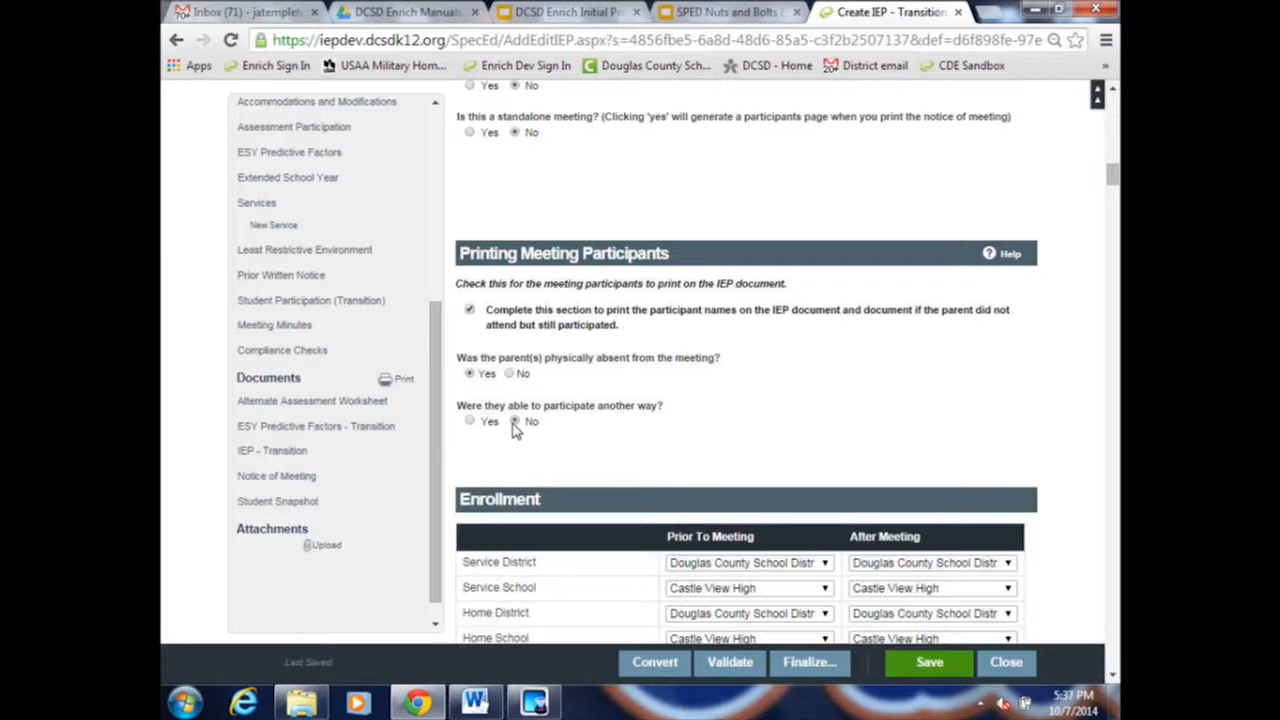 Inbox (71) - jatemplet
DCSD Enrich Manuals
DCSD Enrich Initial Pr
SPED Nuts and Bolts
Create IEP - Transition
https://iepdev.dcsdk12.org/SpecEd/AddEditIEP.aspx?s=4856fbe5-6a8d-48d6-85a5-c3f2b2507137&def=d6f898fe-97e
Apps
Enrich Sign In
USAA Military Hom...
Enrich Dev Sign In
Douglas County Sch...
DCSD - Home
District email
CDE Sandbox
»
Accommodations and Modifications
Assessment Participation
ESY Predictive Factors
Extended School Year
Services
New Service
Least Restrictive Environment
Prior Written Notice
Student Participation (Transition)
Meeting Minutes
Compliance Checks
Documents
Print
Alternate Assessment Worksheet
ESY Predictive Factors - Transition
IEP - Transition
Notice of Meeting
Student Snapshot
Attachments
Upload
Yes No
Is this a standalone meeting? (Clicking 'yes' will generate a participants page when you print the notice of meeting)
Yes No
Printing Meeting Participants
? Help
Check this for the meeting participants to print on the IEP document.
Complete this section to print the participant names on the IEP document and document if the parent did not
attend but still participated.
Was the parent(s) physically absent from the meeting?
Yes No
Were they able to participate another way?
Yes No
Enrollment
Prior To Meeting After Meeting
Service District Douglas County School Distr Douglas County School Distr
Service School Castle View High Castle View High
Home District Douglas County School Distr Douglas County School Distr
Home School Castle View High Castle View High
Last Saved
Convert
Validate
Finalize...
Save
Close
5:37 PM
10/7/2014